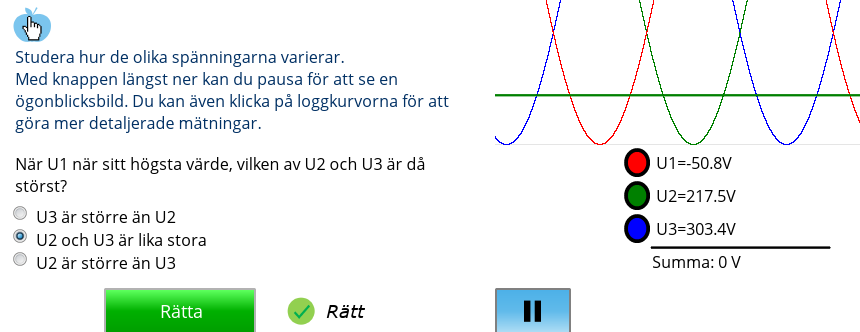 Studera hur de olika spänningarna varierar.
Med knappen längst ner kan du pausa för att se en
ögonblicksbild. Du kan även klicka på loggkurvorna för att
göra mer detaljerade mätningar.
När U1 når sitt högsta värde, vilken av U2 och U3 är då
störst?
U3 är större än U2
U2 och U3 är lika stora
U2 är större än U3
Rätta
Rätt
U1=-50.8V
U2=217.5V
U3=303.4V
Summa: 0 V